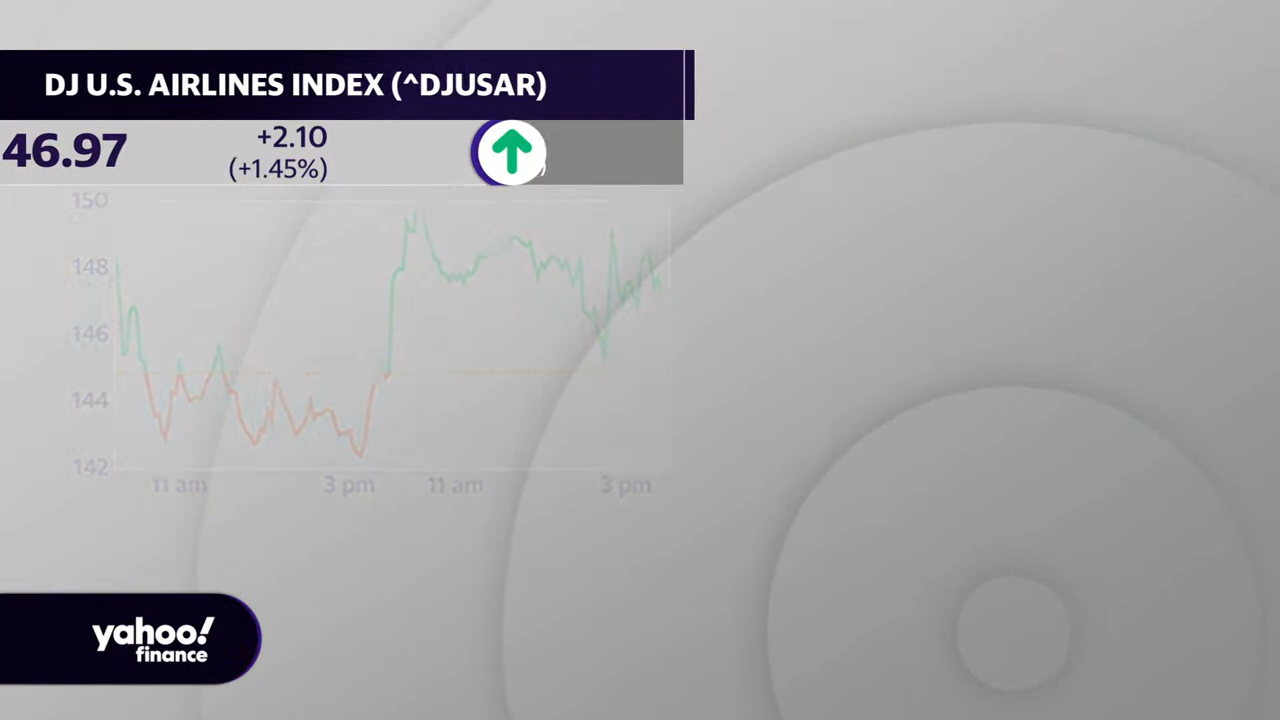 DJ U.S. AIRLINES INDEX (^DJUSAR)
46.97
+2.10
(+1.45%)
150
148
146
144
142
11 am 3 pm 11 am 3 pm
yahoo!
finance